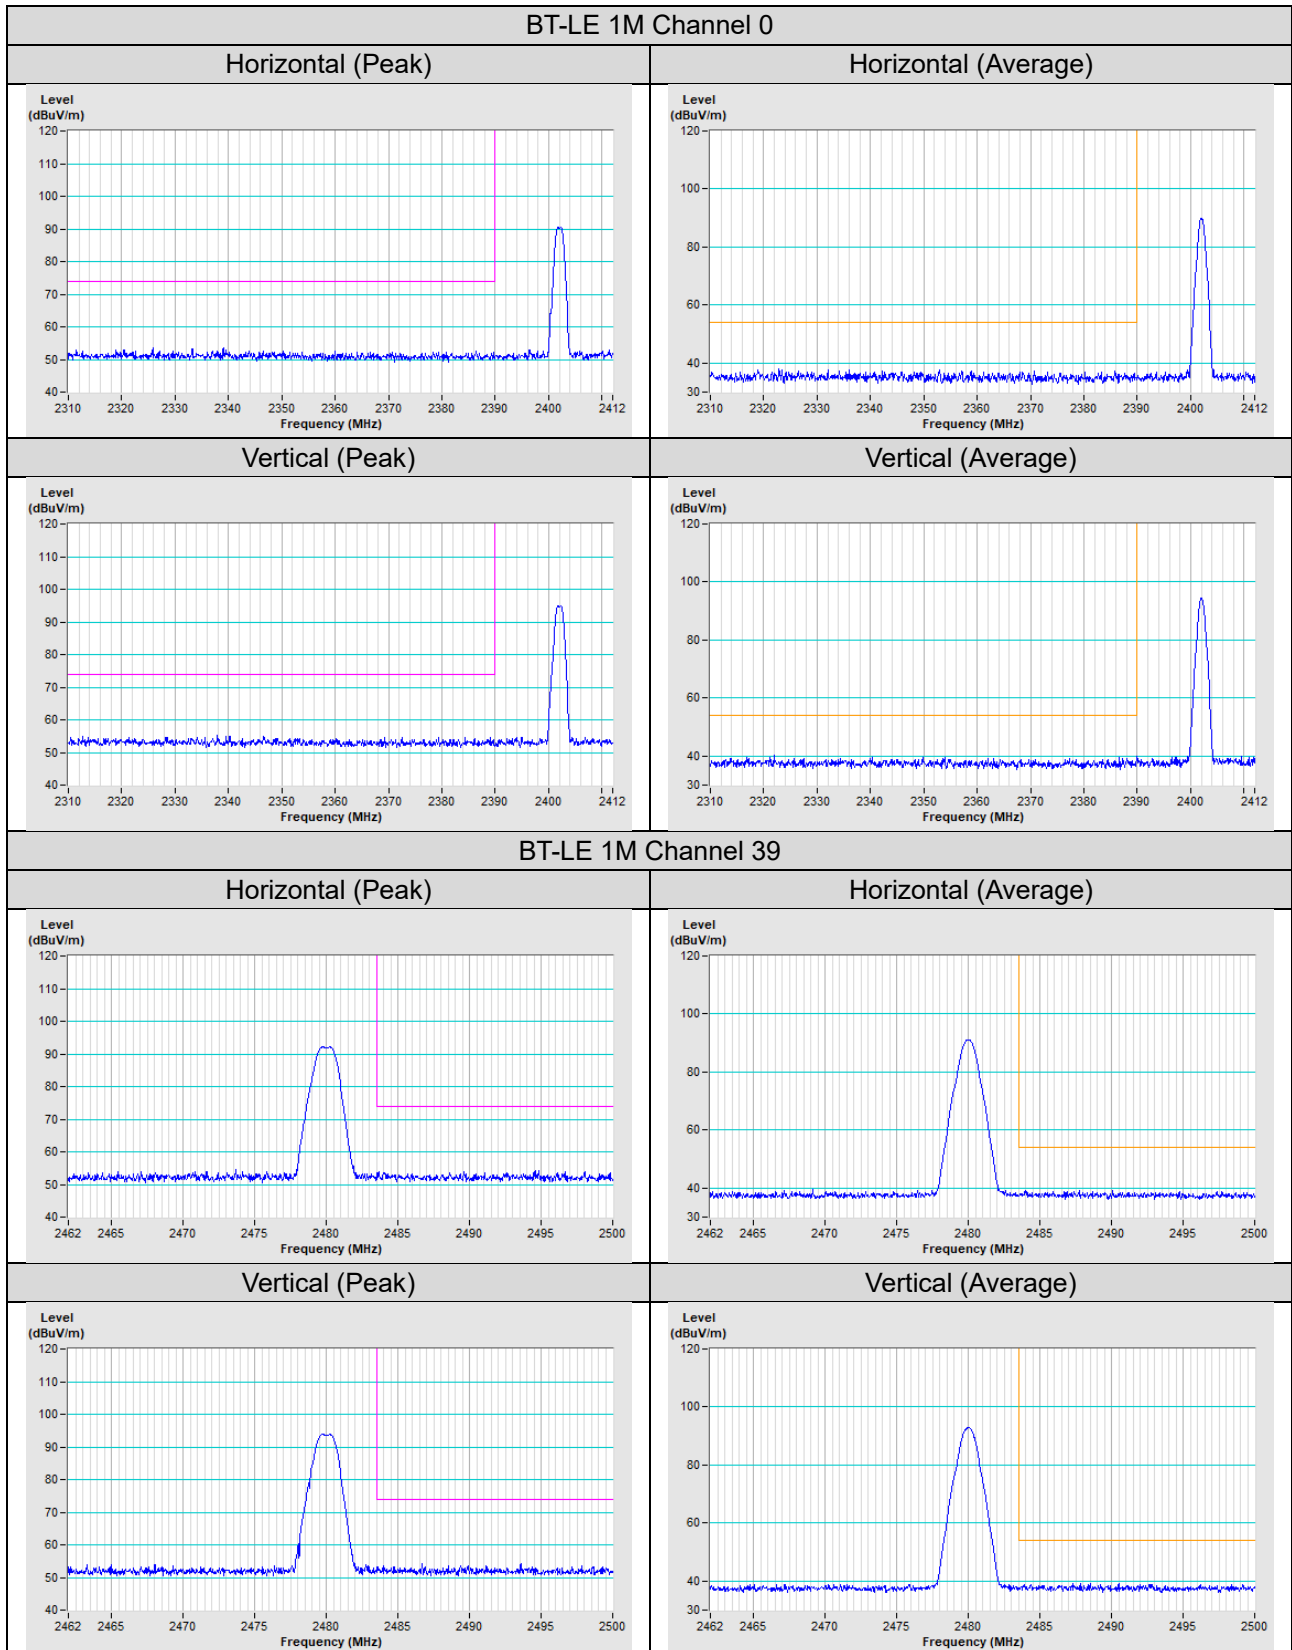 BT-LE 1M Channel 0
Horizontal (Peak)
Horizontal (Average)
Level
(dBuV/m)
120
110
100
90
80
70
60
50
40
2310 2320 2330 2340 2350 2360 2370 2380 2390 2400 2412
Frequency (MHz)
Level
(dBuV/m)
120
100
80
60
40
30
2310 2320 2330 2340 2350 2360 2370 2380 2390 2400 2412
Frequency (MHz)
Vertical (Peak)
Vertical (Average)
Level
(dBuV/m)
120
110
100
90
80
70
60
50
40
2310 2320 2330 2340 2350 2360 2370 2380 2390 2400 2412
Frequency (MHz)
Level
(dBuV/m)
120
100
80
60
40
30
2310 2320 2330 2340 2350 2360 2370 2380 2390 2400 2412
Frequency (MHz)
BT-LE 1M Channel 39
Horizontal (Peak)
Horizontal (Average)
Level
(dBuV/m)
120
110
100
90
80
70
60
50
40
2462 2465 2470 2475 2480 2485 2490 2495 2500
Frequency (MHz)
Level
(dBuV/m)
120
100
80
60
40
30
2462 2465 2470 2475 2480 2485 2490 2495 2500
Frequency (MHz)
Vertical (Peak)
Vertical (Average)
Level
(dBuV/m)
120
110
100
90
80
70
60
50
40
2462 2465 2470 2475 2480 2485 2490 2495 2500
Frequency (MHz)
Level
(dBuV/m)
120
100
80
60
40
30
2462 2465 2470 2475 2480 2485 2490 2495 2500
Frequency (MHz)